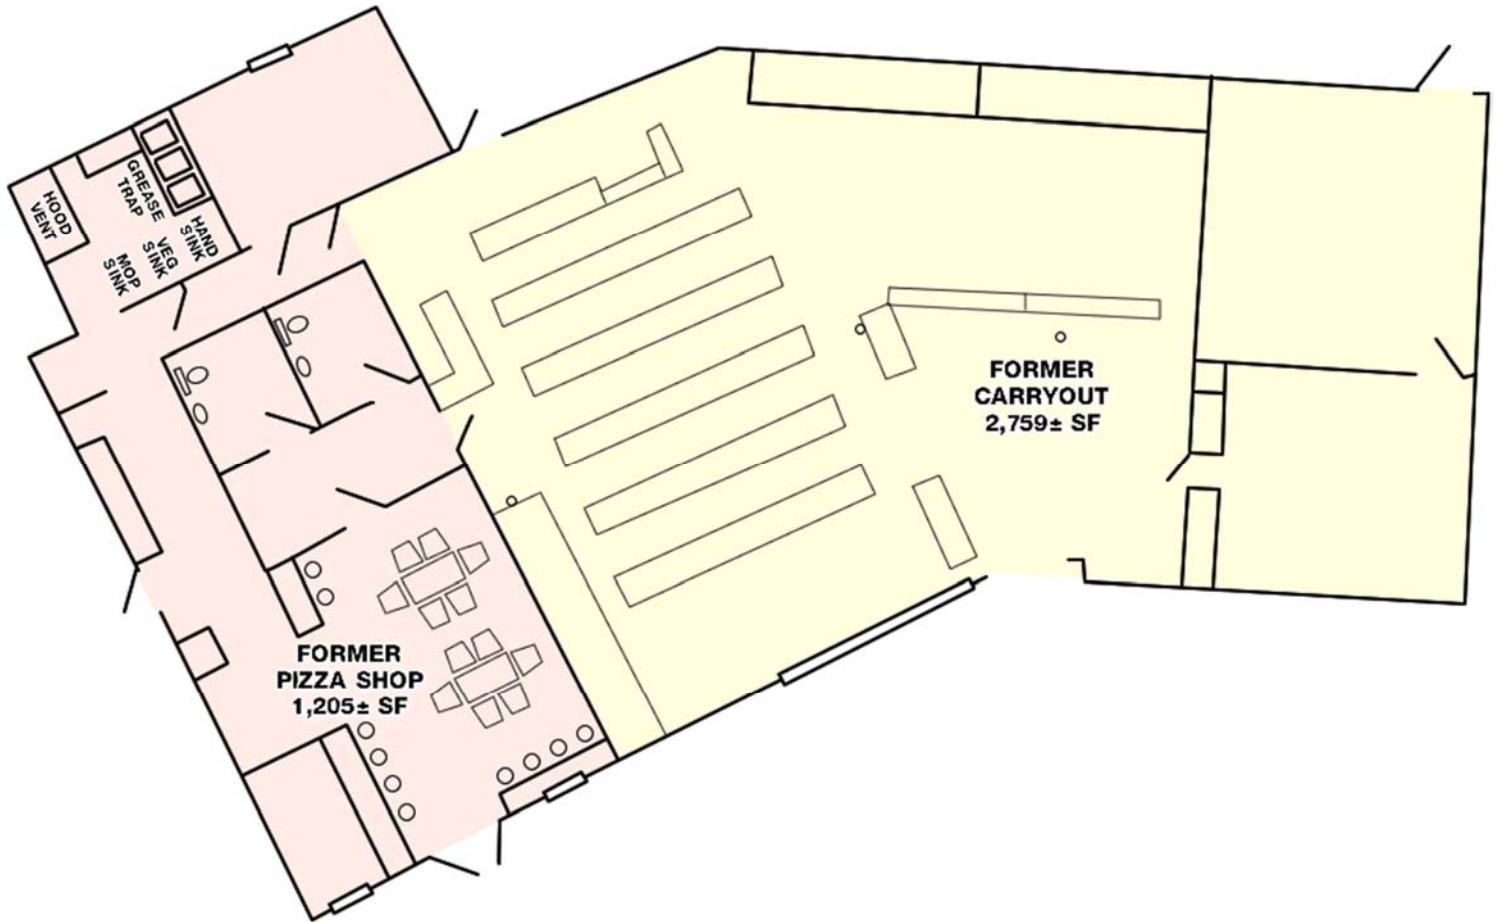 HOOD
VENT
GREASE
TRAP
HAND
SINK
VEG
SINK
MOP
SINK
FORMER
CARRYOUT
2,759± SF
FORMER
PIZZA SHOP
1,205± SF